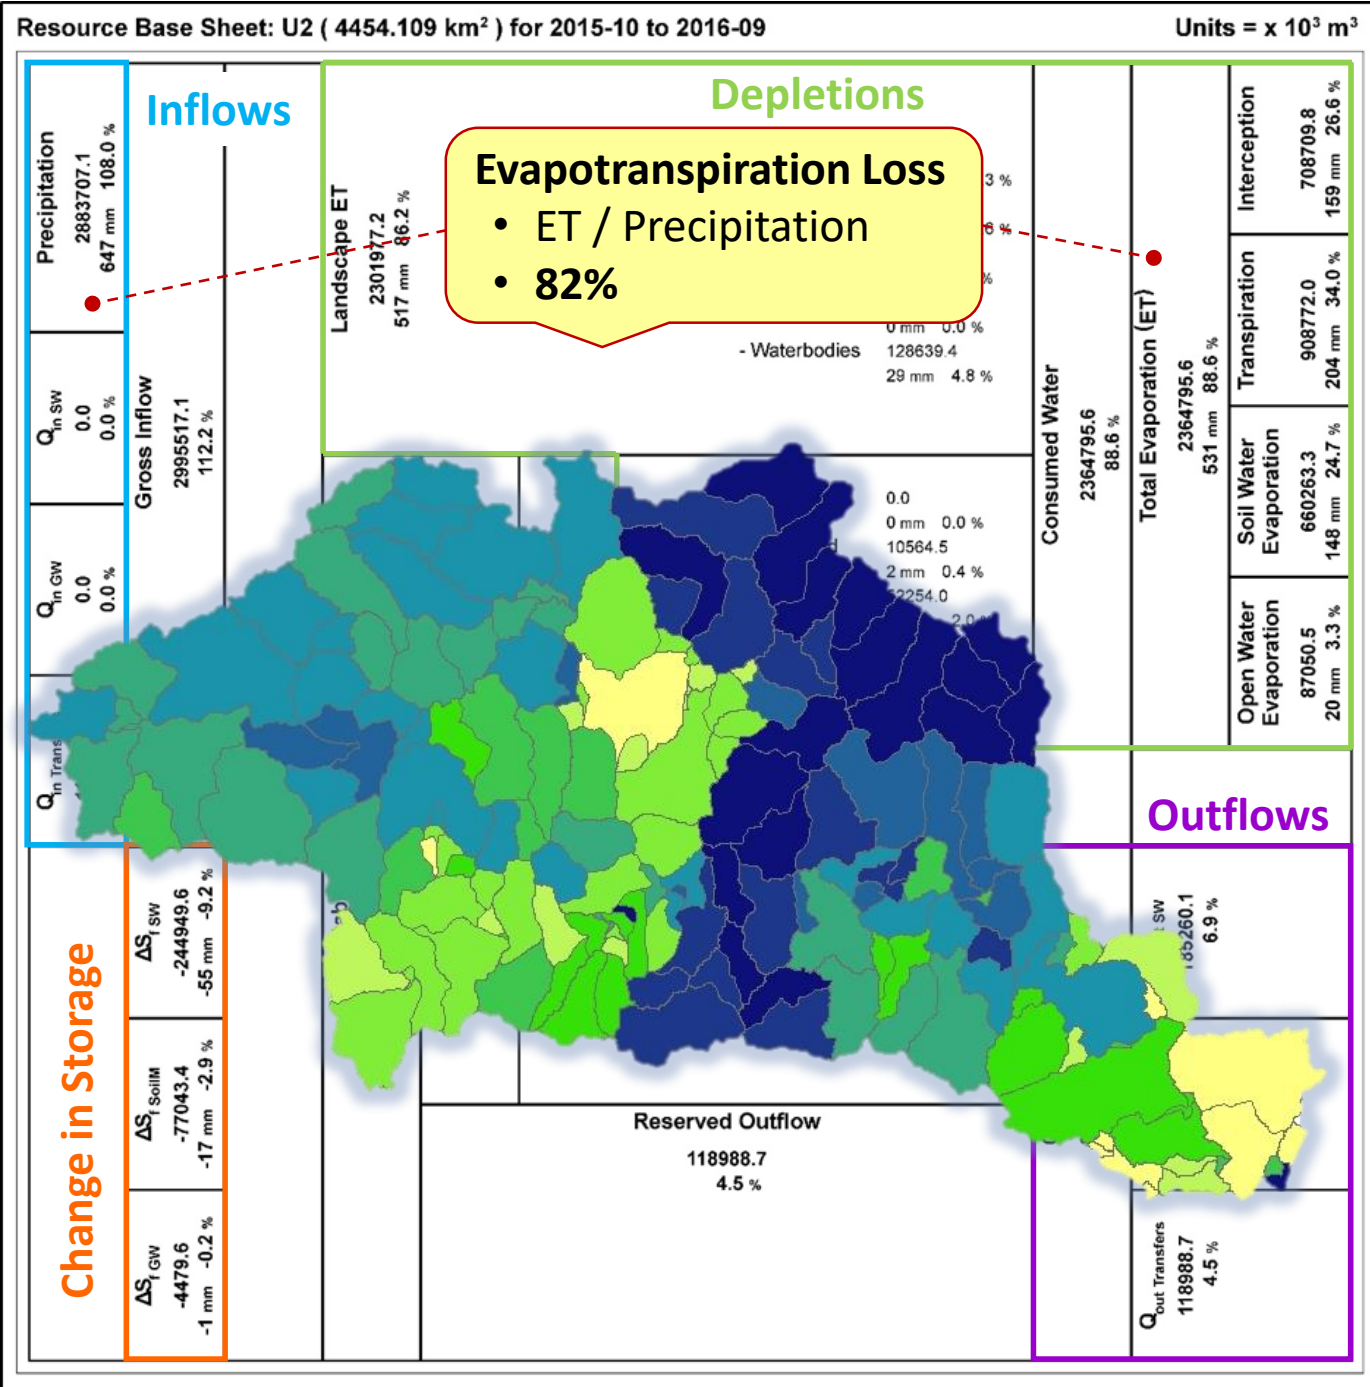 Resource Base Sheet: U2 ( 4454.109 km² ) for 2015-10 to 2016-09
Units = x 10³ m³
Inflows
Precipitation
2883707.1
647 mm 108.0 %
Q in SW
0.0
0.0 %
Q in GW
0.0
0.0 %
Q in Trans
Gross Inflow
2995517.1
112.2 %
Depletions
Landscape ET
2301977.2
517 mm 86.2 %
Evapotranspiration Loss
• ET / Precipitation
• 82%
3 %
%
0 mm 0.0 %
- Waterbodies
128639.4
29 mm 4.8 %
0.0
0 mm 0.0 %
10564.5
2 mm 0.4 %
2254.0
Consumed Water
2364795.6
88.6 %
Total Evaporation (ET)
2364795.6
531 mm 88.6 %
Interception
708709.8
159 mm 26.6 %
Transpiration
908772.0
204 mm 34.0 %
Soil Water
Evaporation
660263.3
148 mm 24.7 %
Open Water
Evaporation
87050.5
20 mm 3.3 %
Change in Storage
ΔS f SW
-244949.6
-55 mm -9.2 %
ΔS f SoilM
-77043.4
-17 mm -2.9 %
ΔS f GW
-4479.6
-1 mm -0.2 %
Reserved Outflow
118988.7
4.5 %
Outflows
SW
185260.1
6.9 %
Q out Transfers
118988.7
4.5 %